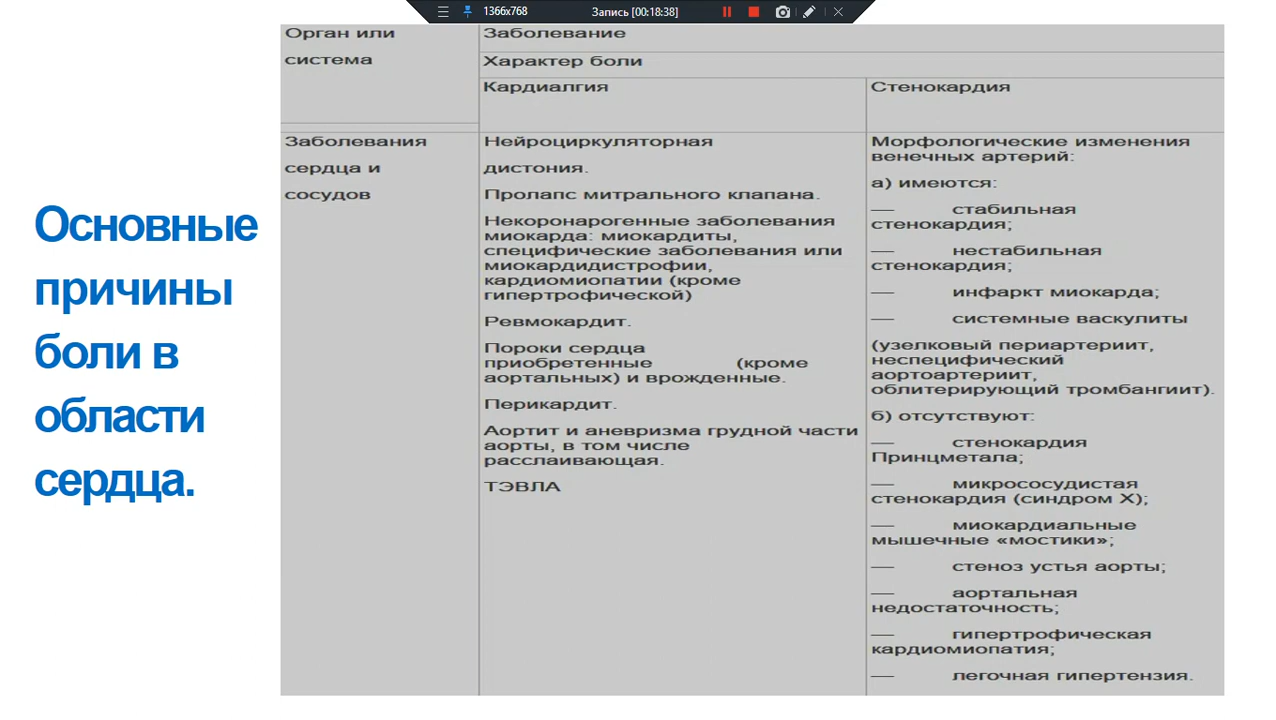 1366x768
Запись [00:18:38]
Основные
причины
боли в
области
сердца.
Орган или
система
Заболевание
Характер боли
Кардиалгия
Стенокардия
Заболевания
сердца и
сосудов
Нейроциркуляторная
дистония.
Пролапс митрального клапана.
Некоронарогенные заболевания
миокарда: миокардиты,
специфические заболевания или
миокардидистрофии,
кардиомиопатии (кроме
гипертрофической)
Ревмокардит.
Пороки сердца
приобретенные (кроме
аортальных) и врожденные.
Перикардит.
Аортит и аневризма грудной части
аорты, в том числе
расслаивающая.
ТЭВЛА
Морфологические изменения
венечных артерий:
а) имеются:
— стабильная
стенокардия;
— нестабильная
стенокардия;
— инфаркт миокарда;
— системные васкулиты
(узелковый периартериит,
неспецифический
аортоартериит,
облитерирующий тромбангиит).
б) отсутствуют:
— стенокардия
Принцметала;
— микрососудистая
стенокардия (синдром X);
— миокардиальные
мышечные «мостики»;
— стеноз устья аорты;
— аортальная
недостаточность;
— гипертрофическая
кардиомиопатия;
— легочная гипертензия.